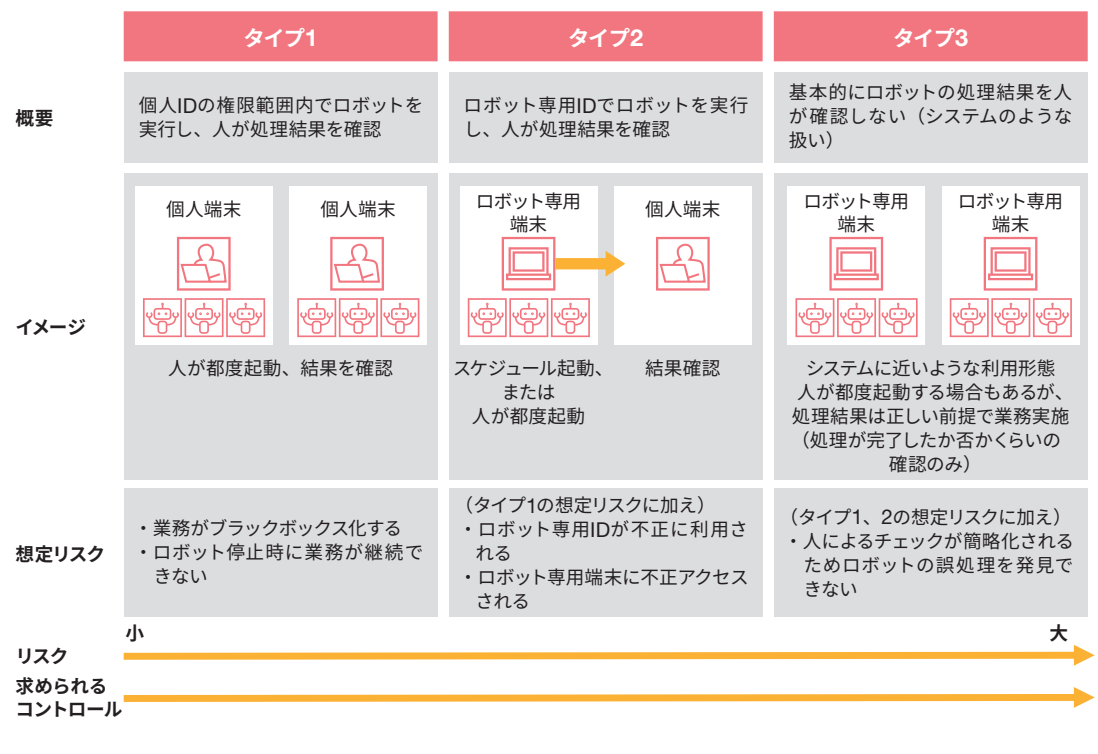 タイプ1
タイプ2
タイプ3
概要
個人IDの権限範囲内でロボットを
実行し、人が処理結果を確認
ロボット専用IDでロボットを実行
し、人が処理結果を確認
基本的にロボットの処理結果を人
が確認しない（システムのような
扱い）
イメージ
個人端末
個人端末
人が都度起動、結果を確認
ロボット専用
端末
個人端末
スケジュール起動、
または
人が都度起動
結果確認
ロボット専用
端末
ロボット専用
端末
システムに近いような利用形態
人が都度起動する場合もあるが、
処理結果は正しい前提で業務実施
（処理が完了したか否かくらいの
確認のみ）
想定リスク
・業務がブラックボックス化する
・ロボット停止時に業務が継続で
きない
（タイプ1の想定リスクに加え）
・ロボット専用IDが不正に利用さ
れる
・ロボット専用端末に不正アクセス
される
（タイプ1、2の想定リスクに加え）
・人によるチェックが簡略化される
ためロボットの誤処理を発見で
きない
小
大
リスク
求められる
コントロール